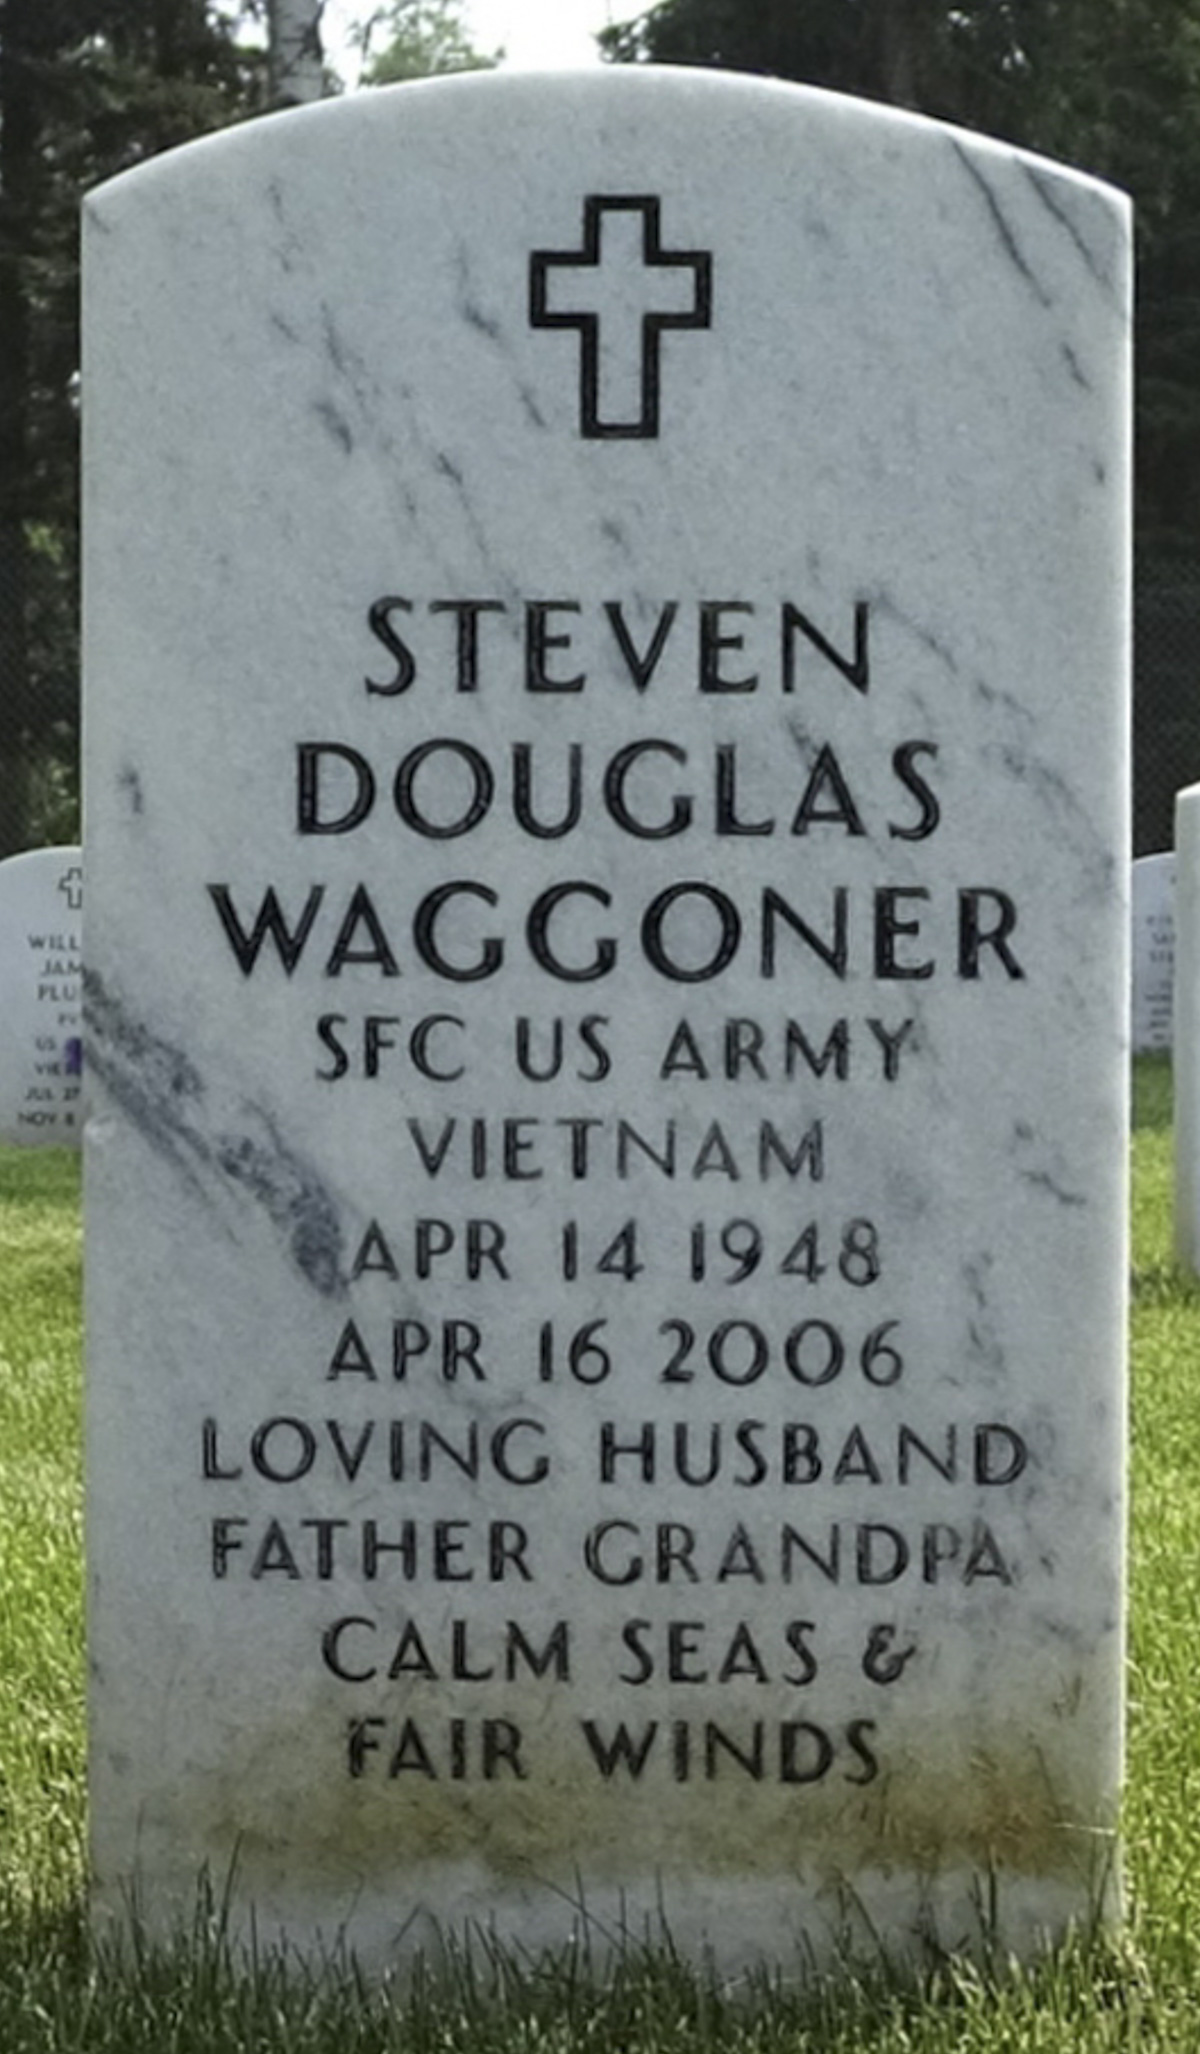 STEVEN
DOUGLAS
WAGGONER
SFC US ARMY
VIETNAM
APR 14 1948
APR 16 2006
LOVING HUSBAND
FATHER GRANDPA
CALM SEAS &
FAIR WINDS